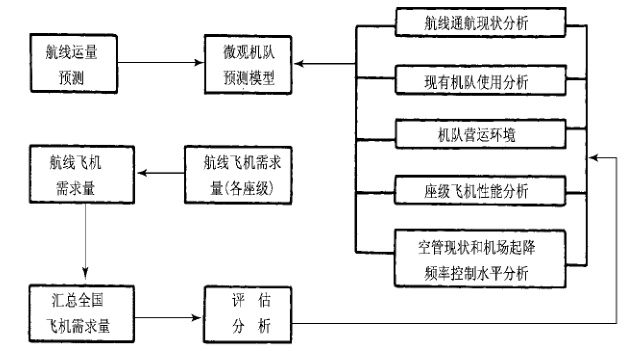 航线运量
预测
微观机队
预测模型
航线通航现状分析
现有机队使用分析
机队营运环境
座级飞机性能分析
空管现状和机场起降
频率控制水平分析
航线飞机
需求量
航线飞机需求
量(各座级)
汇总全国
飞机需求量
评 估
分 析